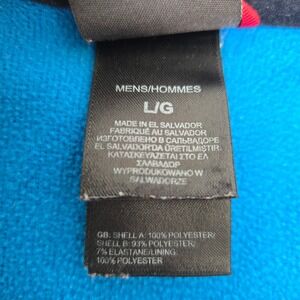 MENS/HOMMES
L/G
MADE IN EL SALVADOR
FABRIQUÉ AU SALVADOR
ИЗГОТОВЛЕНО В САЛЬВАДОРЕ
EL SALVADOR'DA ÜRETİLMİŞTİR.
ΚΑΤΑΣΚΕΥΑΖΕΤΑΙ ΣΤΟ ΕΛ
ΣΑΛΒΑΔΟΡ
WYPRODUKOWANO W
SALWADORZE
GB: SHELL A: 100% POLYESTER/
SHELL B: 93% POLYESTER/
7% ELASTANE/LINING:
100% POLYESTER